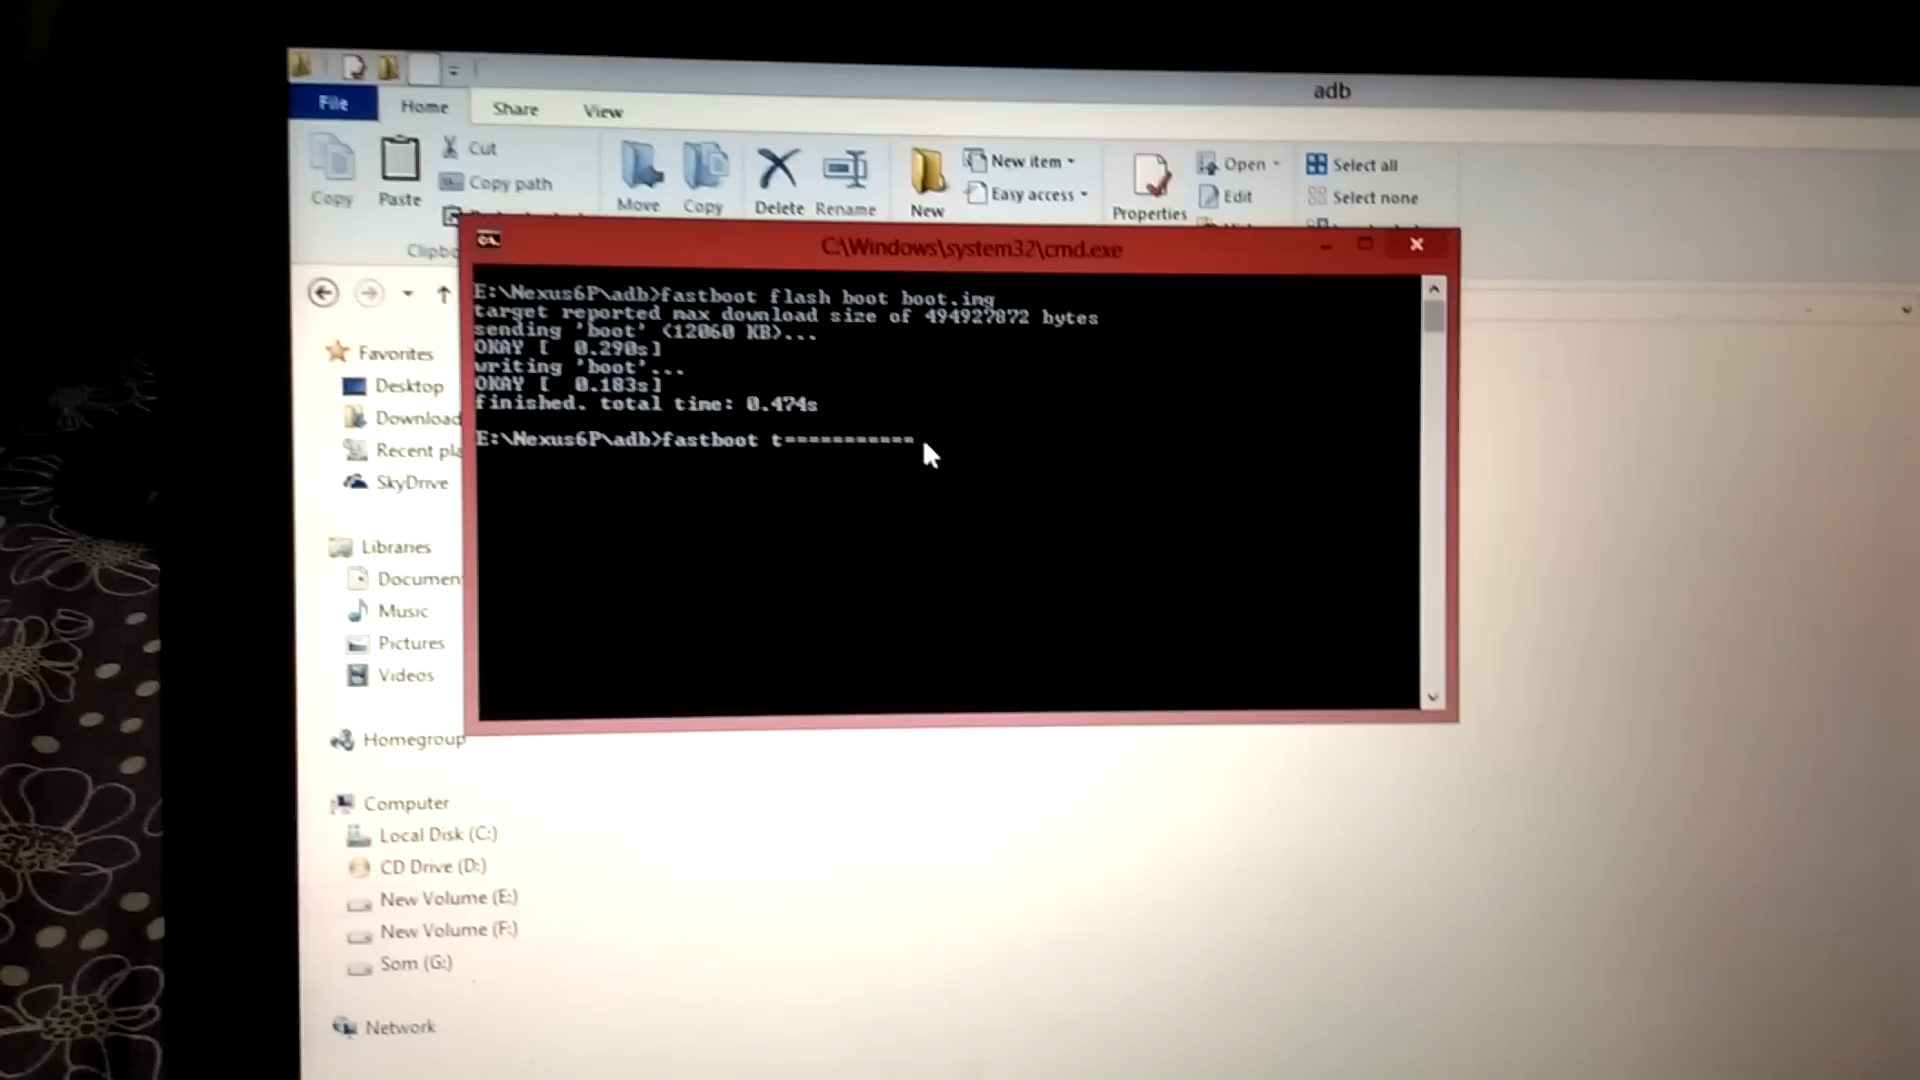 adb
File Home Share View
Cut
Copy path
Copy Paste
Move Copy Delete Rename New
New item
Easy access
Properties
Open
Edit
Select all
Select none
Clipbo
C:\Windows\system32\cmd.exe
E:\Nexus6P\adb>fastboot flash boot boot.img
target reported max download size of 494927872 bytes
sending 'boot' (12060 KB)...
OKAY [  0.290s]
writing 'boot'...
OKAY [  0.183s]
finished. total time: 0.474s
E:\Nexus6P\adb>fastboot t===========
Favorites
Desktop
Download
Recent pla
SkyDrive
Libraries
Documen
Music
Pictures
Videos
Homegroup
Computer
Local Disk (C:)
CD Drive (D:)
New Volume (E:)
New Volume (F:)
Som (G:)
Network